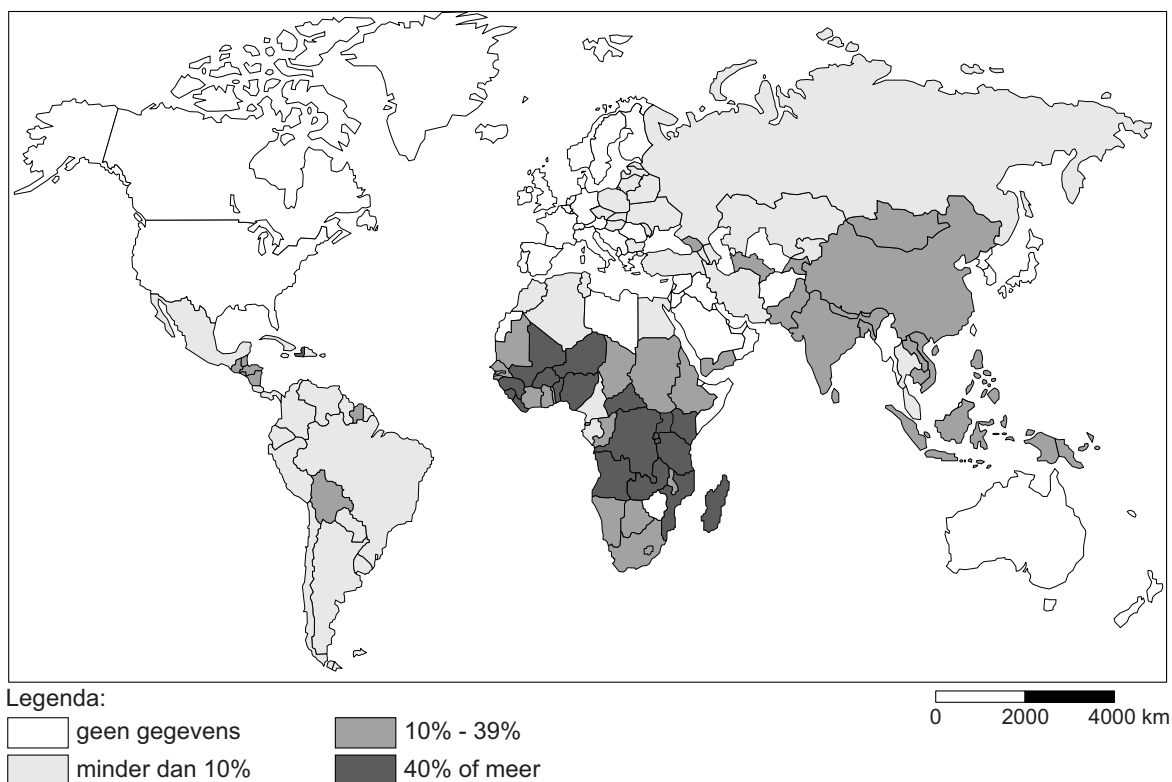 Legenda:
geen gegevens
minder dan 10%
10% - 39%
40% of meer
0 2000 4000 km